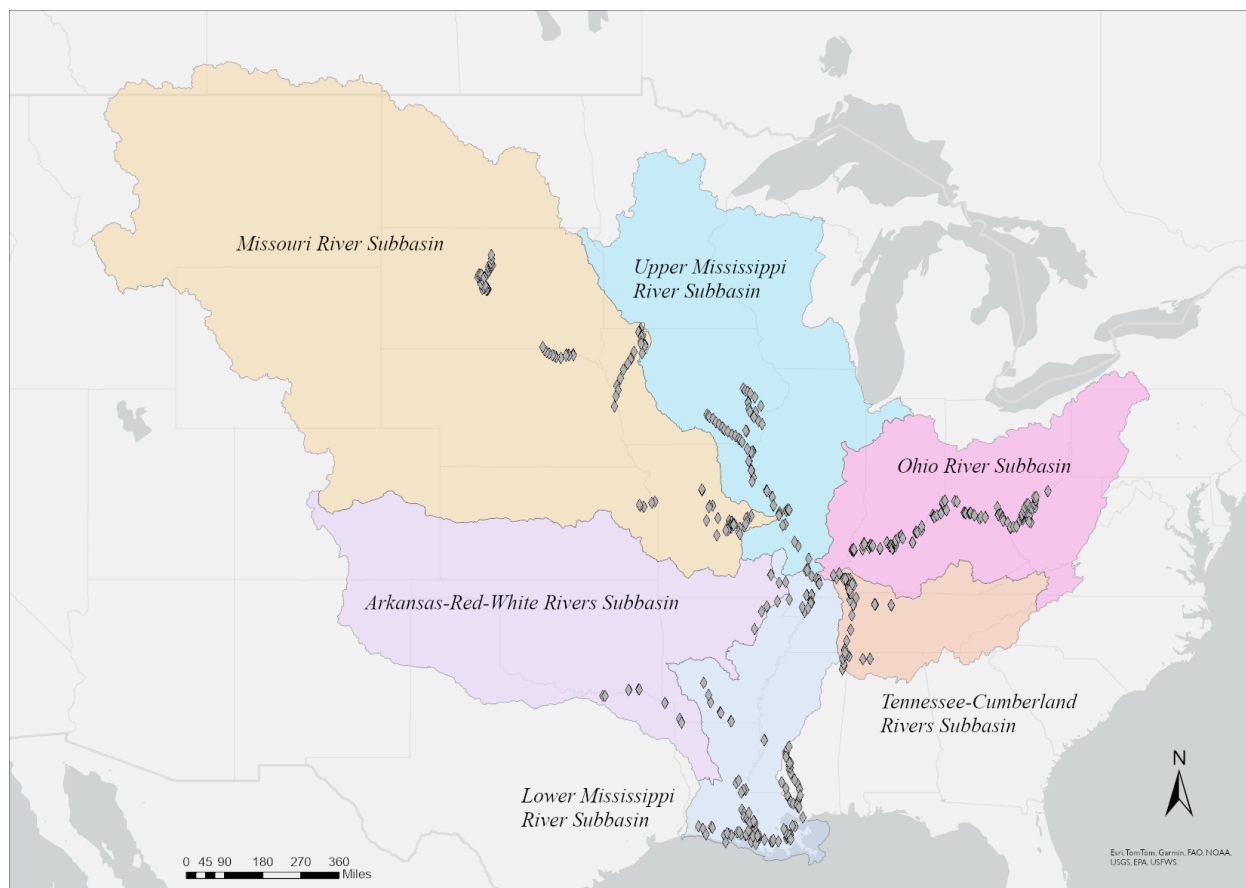 Missouri River Subbasin
Upper Mississippi
River Subbasin
Ohio River Subbasin
Arkansas-Red-White Rivers Subbasin
Tennessee-Cumberland
Rivers Subbasin
Lower Mississippi
River Subbasin
N
0 45 90 180 270 360
Miles
Esri, TomTom, Garmin, FAO, NOAA,
USGS, EPA, USFWS